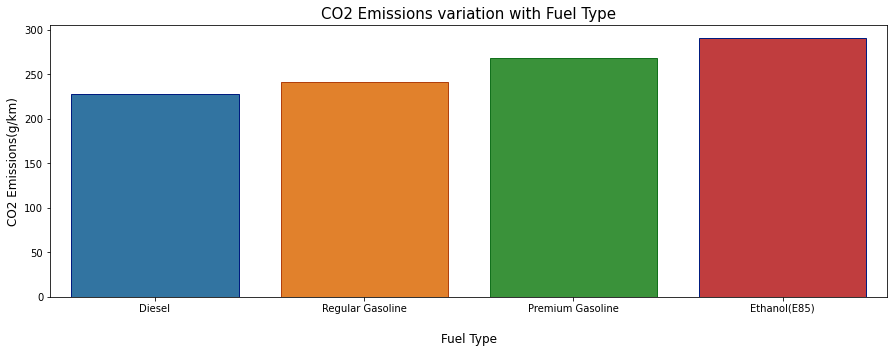 CO2 Emissions variation with Fuel Type
CO2 Emissions(g/km)
300
250
200
150
100
50
0
Diesel
Regular Gasoline
Premium Gasoline
Ethanol(E85)
Fuel Type